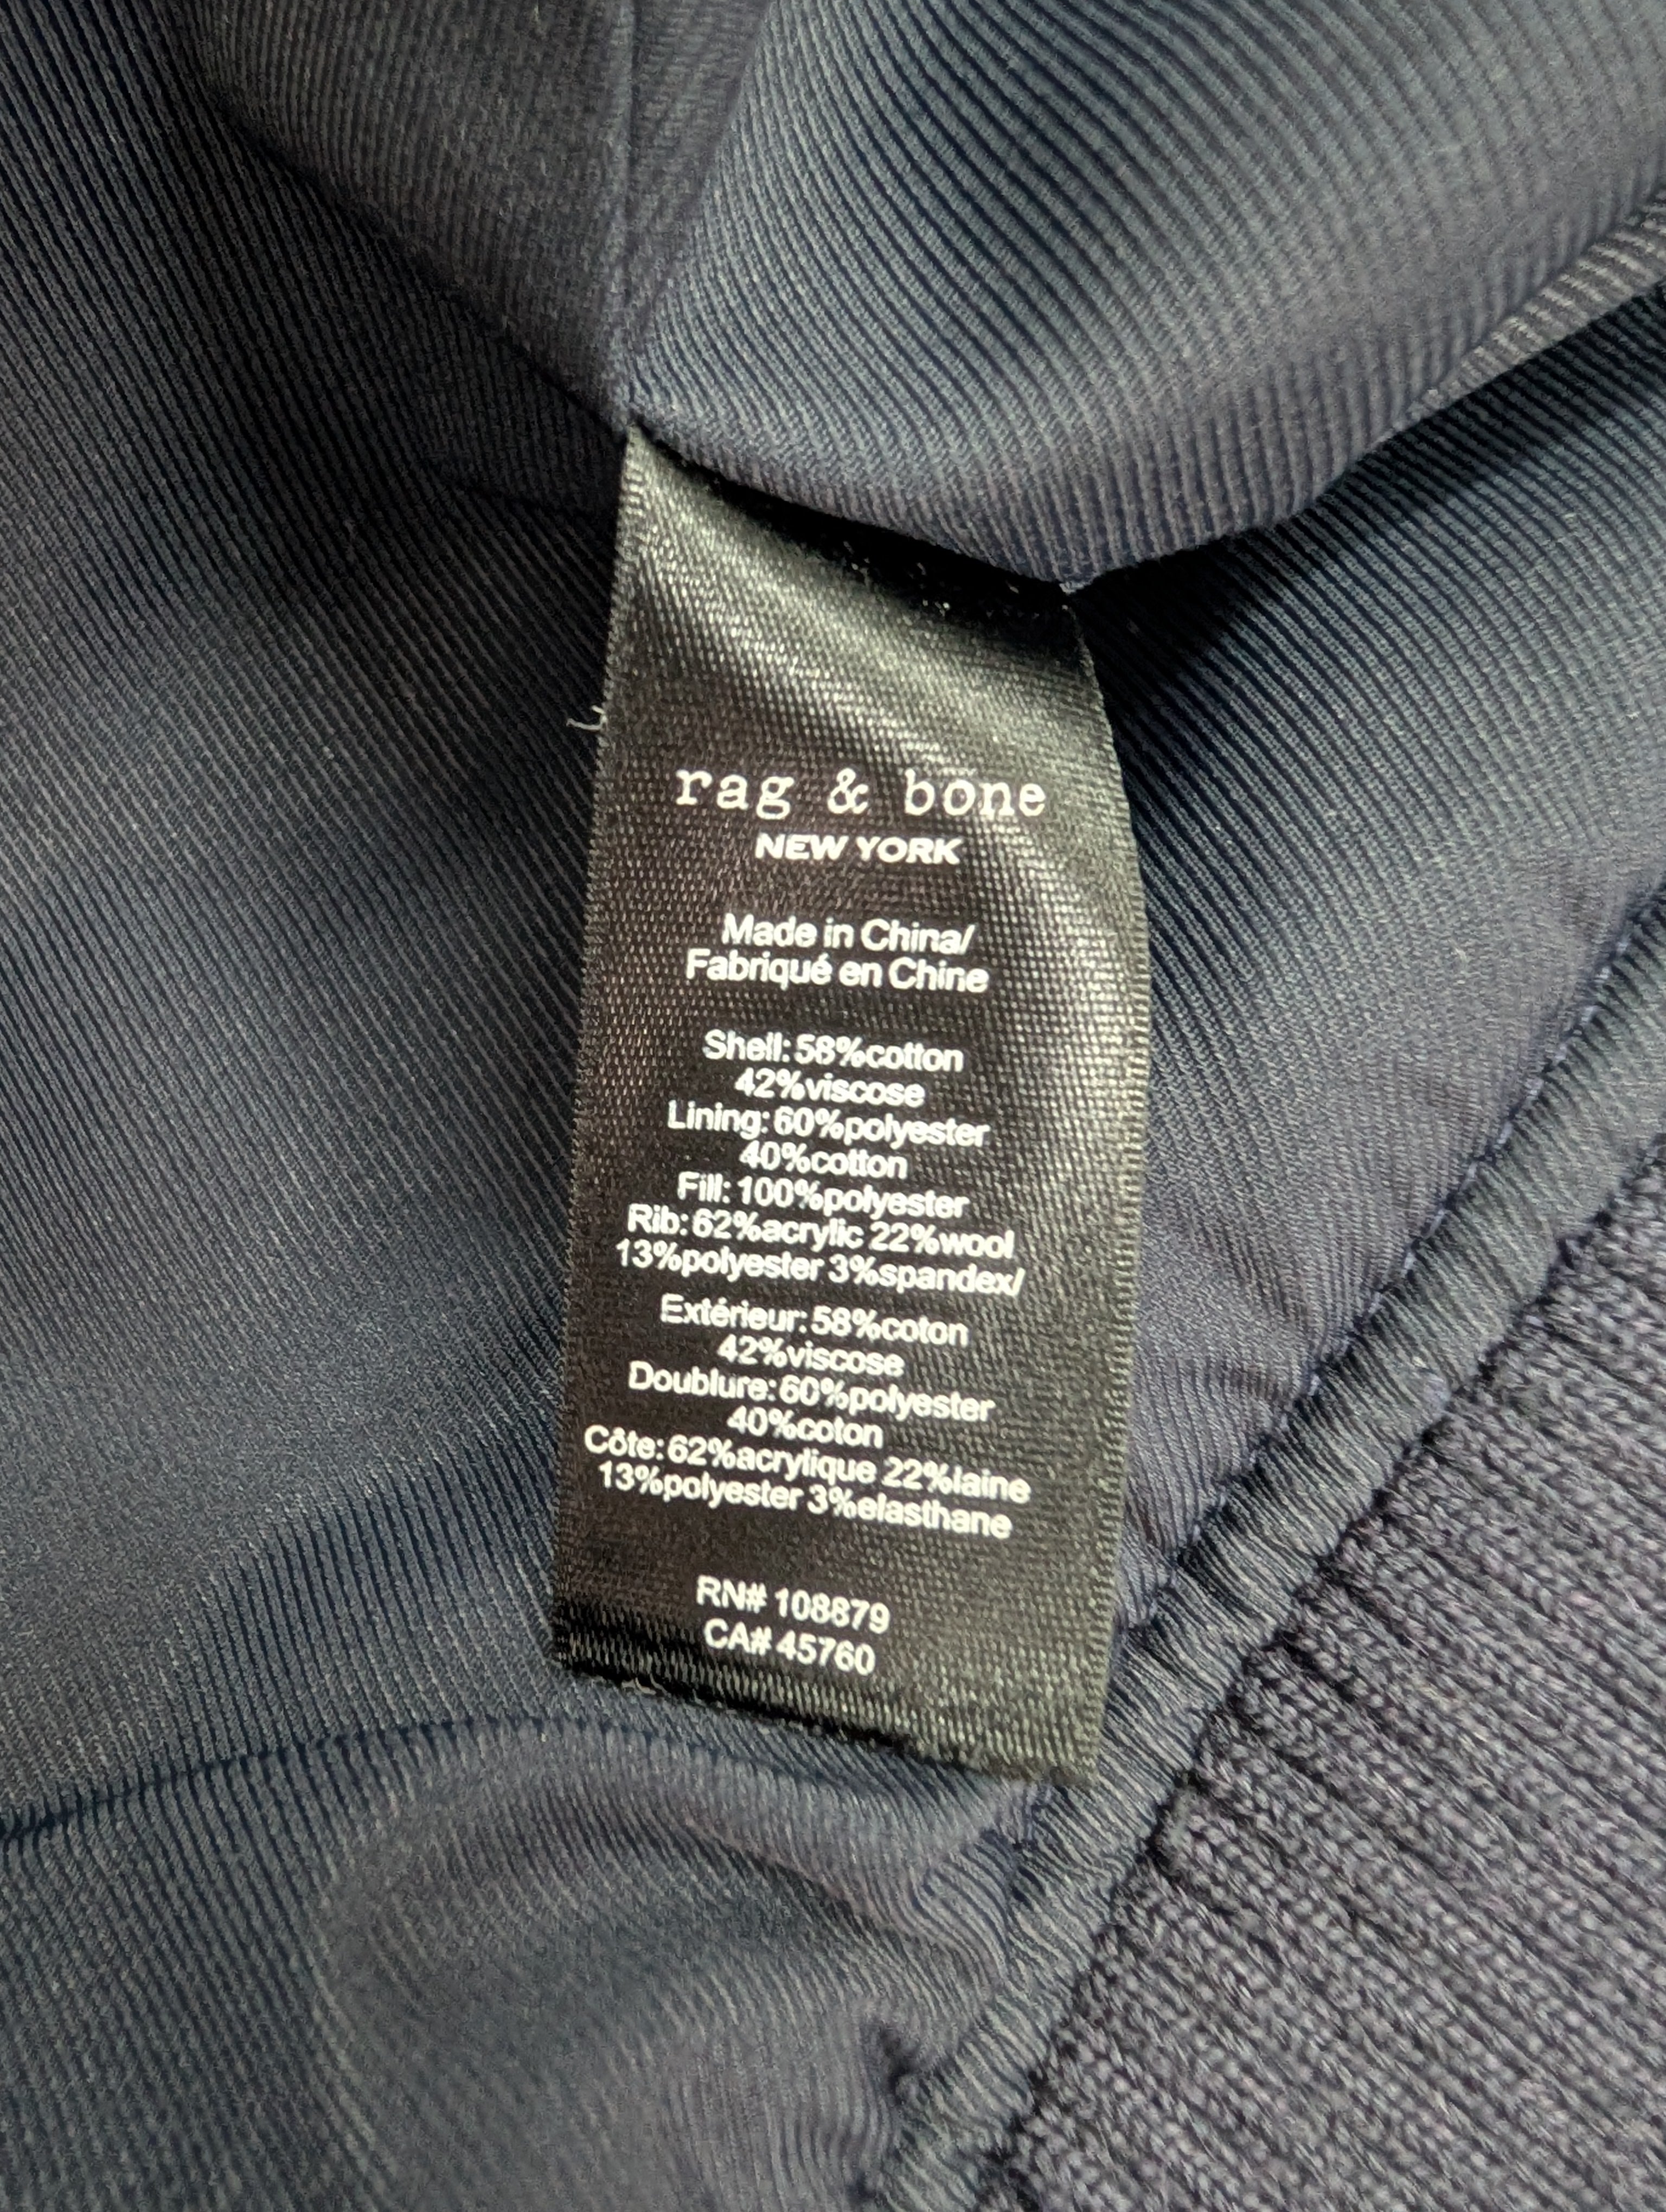 rag & bone
NEW YORK
Made in China/
Fabriqué en Chine
Shell: 58%cotton
42%viscose
Lining: 60%polyester
40%cotton
Fill: 100%polyester
Rib: 62%acrylic 22%wool
13%polyester 3%spandex/
Extérieur: 58%coton
42%viscose
Doublure: 60%polyester
40%coton
Côte: 62%acrylique 22%laine
13%polyester 3%elasthane
RN# 108879
CA# 45760